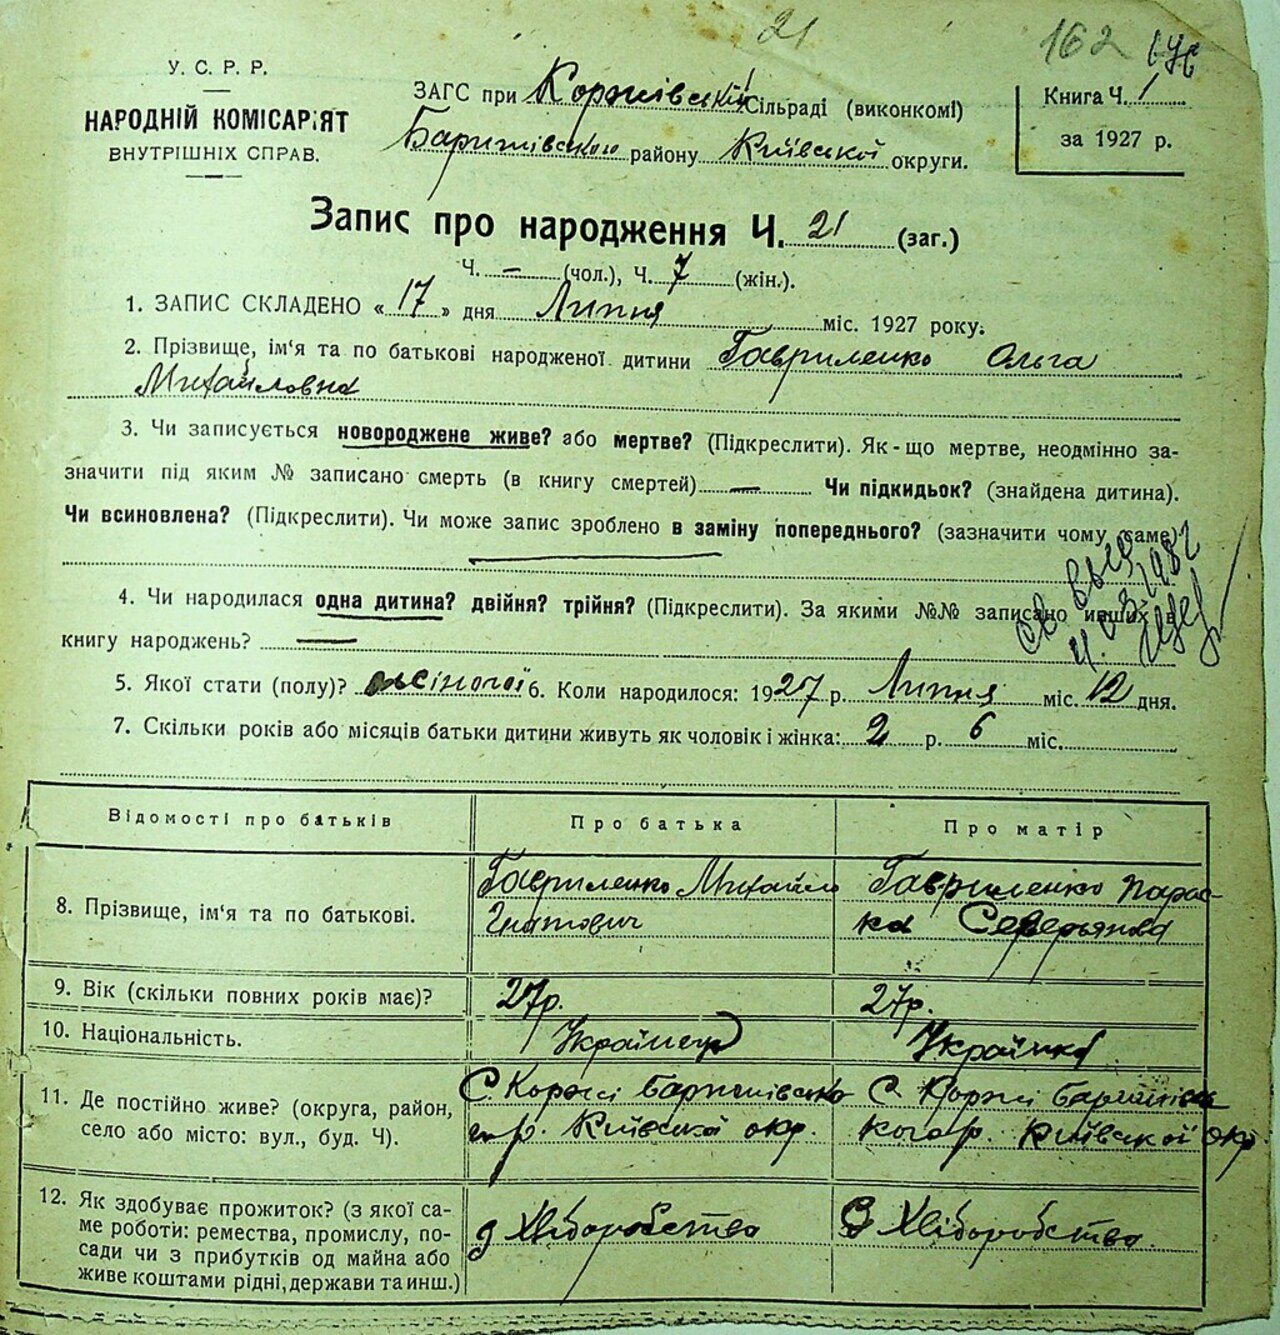 21
162
У. С. Р. Р.
НАРОДНІЙ КОМІСАРІЯТ
ВНУТРІШНІХ СПРАВ.
ЗАГС при Коржівській Сільраді (виконкомі)
Баришівського району Київської округи.
Книга Ч. 1
за 1927 р.
Запис про народження Ч. 21 (заг.)
Ч. — (чол.), Ч. 7 (жін.).
1. ЗАПИС СКЛАДЕНО « 17 » дня Липня міс. 1927 року.
2. Прізвище, ім‘я та по батькові народженої дитини Гавриленко Ольга
Михайловна
3. Чи записується новороджене живе? або мертве? (Підкреслити). Як-що мертве, неодмінно за-
значити під яким № записано смерть (в книгу смертей) — Чи підкидьок? (знайдена дитина).
Чи всиновлена? (Підкреслити). Чи може запис зроблено в заміну попереднього? (зазначити чому саме)
4. Чи народилася одна дитина? двійня? трійня? (Підкреслити). За якими №№ записано инших в
книгу народжень? —
5. Якої стати (полу)? жіночої 6. Коли народилося: 1927 р. Липня міс. 12 дня.
7. Скільки років або місяців батьки дитини живуть як чоловік і жінка: 2 р. 6 міс.
Відомості про батьків Про батька Про матір
8. Прізвище, ім‘я та по батькові. Гавриленко Михайло Гнатович Гавриленко Парас-
ка Северьянова
9. Вік (скільки повних років має)? 27р. 27р.
10. Національність. Українець Українка
11. Де постійно живе? (округа, район, С. Коржі Баришівсько С. Коржі Баришівсь
село або місто: вул., буд. Ч). го р. Київської окр. кого р. Київської окр.
12. Як здобуває прожиток? (з якої са- Хліборобство Хліборобство
ме роботи: ремества, промислу, по-
сади чи з прибутків од майна або
живе коштами рідні, держави та инш.)